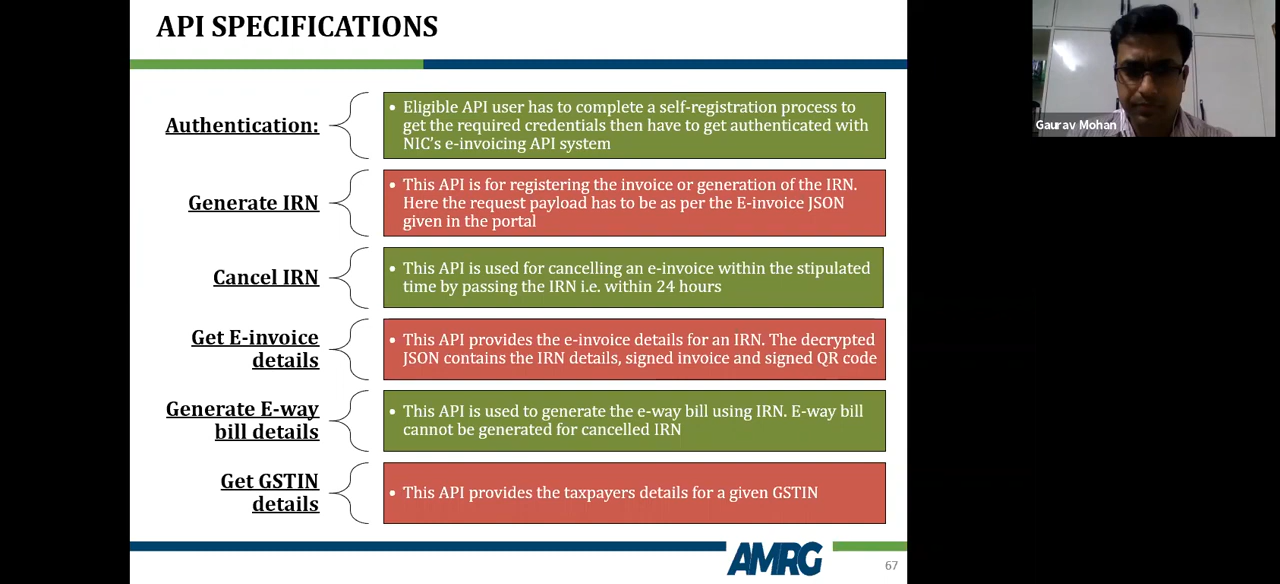 API SPECIFICATIONS
Authentication:
• Eligible API user has to complete a self-registration process to
get the required credentials then have to get authenticated with
NIC's e-invoicing API system
Generate IRN
• This API is for registering the invoice or generation of the IRN.
Here the request payload has to be as per the E-invoice JSON
given in the portal
Cancel IRN
• This API is used for cancelling an e-invoice within the stipulated
time by passing the IRN i.e. within 24 hours
Get E-invoice
details
• This API provides the e-invoice details for an IRN. The decrypted
JSON contains the IRN details, signed invoice and signed QR code
Generate E-way
bill details
• This API is used to generate the e-way bill using IRN. E-way bill
cannot be generated for cancelled IRN
Get GSTIN
details
• This API provides the taxpayers details for a given GSTIN
AMRG
67
Gaurav Mohan